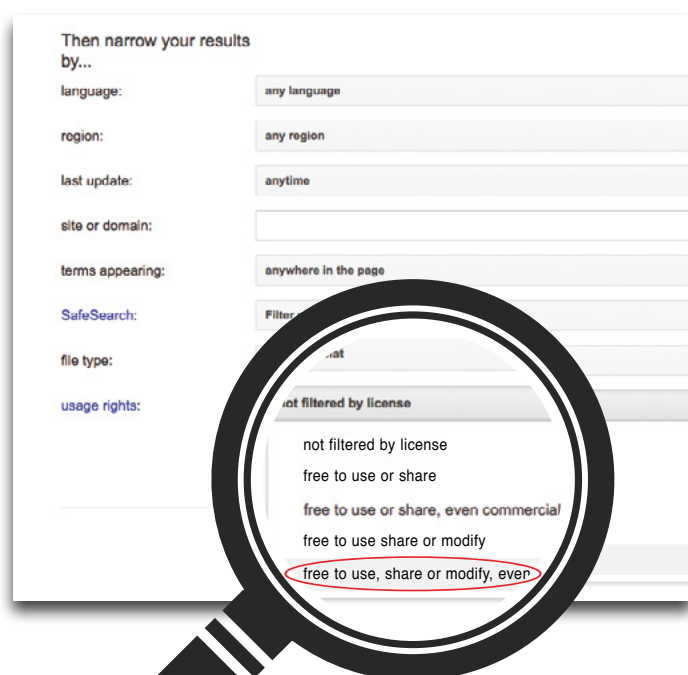 Then narrow your results
by...
language: any language
region: any region
last update: anytime
site or domain:
terms appearing: anywhere in the page
SafeSearch: Filter
file type:
usage rights: not filtered by license
not filtered by license
free to use or share
free to use or share, even commercial
free to use share or modify
free to use, share or modify, even